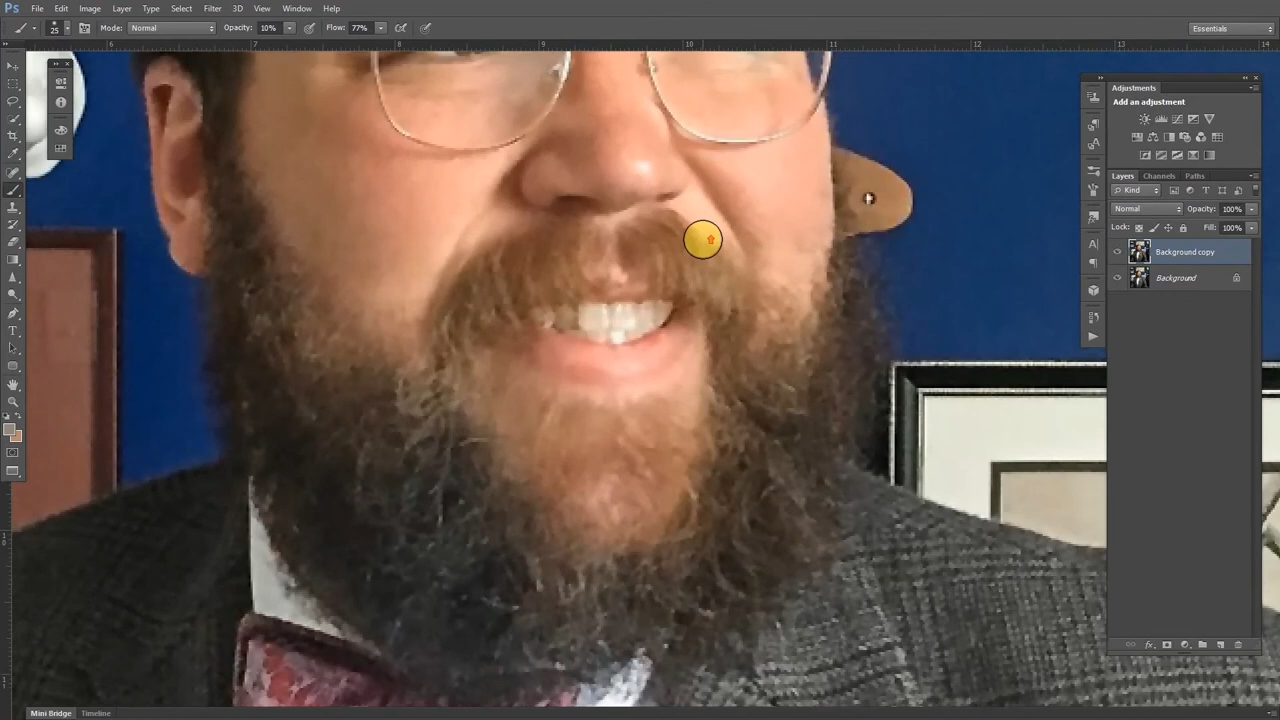 Ps File Edit Image Layer Type Select Filter 3D View Window Help
25 Mode: Normal Opacity: 10% Flow: 77% Essentials
6 7 8 9 10 11 12 13 14
Adjustments
Add an adjustment
Layers Channels Paths
Kind
Normal Opacity: 100%
Lock: Fill: 100%
Background copy
Background
Mini Bridge Timeline